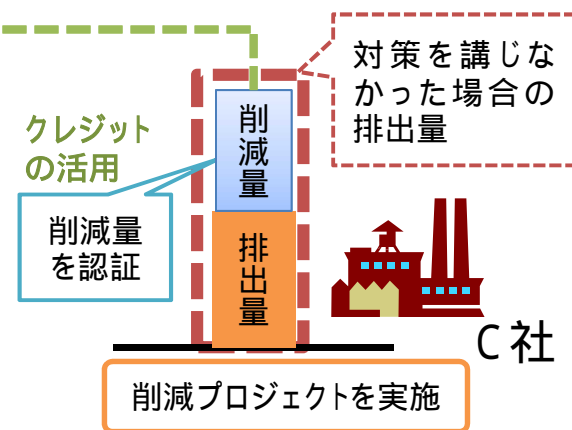 対策を講じな
かった場合の
排出量
クレジット
の活用
削減量
削減量
を認証
排出量
C社
削減プロジェクトを実施